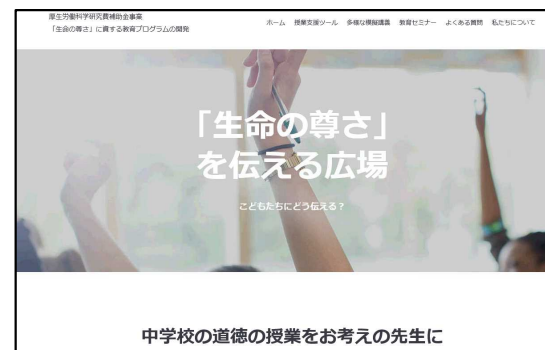 厚生労働科学研究費補助金事業
「生命の尊さ」に資する教育プログラムの開発
ホーム 授業支援ツール 多様な模擬講義 教育セミナー よくある質問 私たちについて
「生命の尊さ」
を伝える広場
こどもたちにどう伝える？
中学校の道徳の授業をお考えの先生に